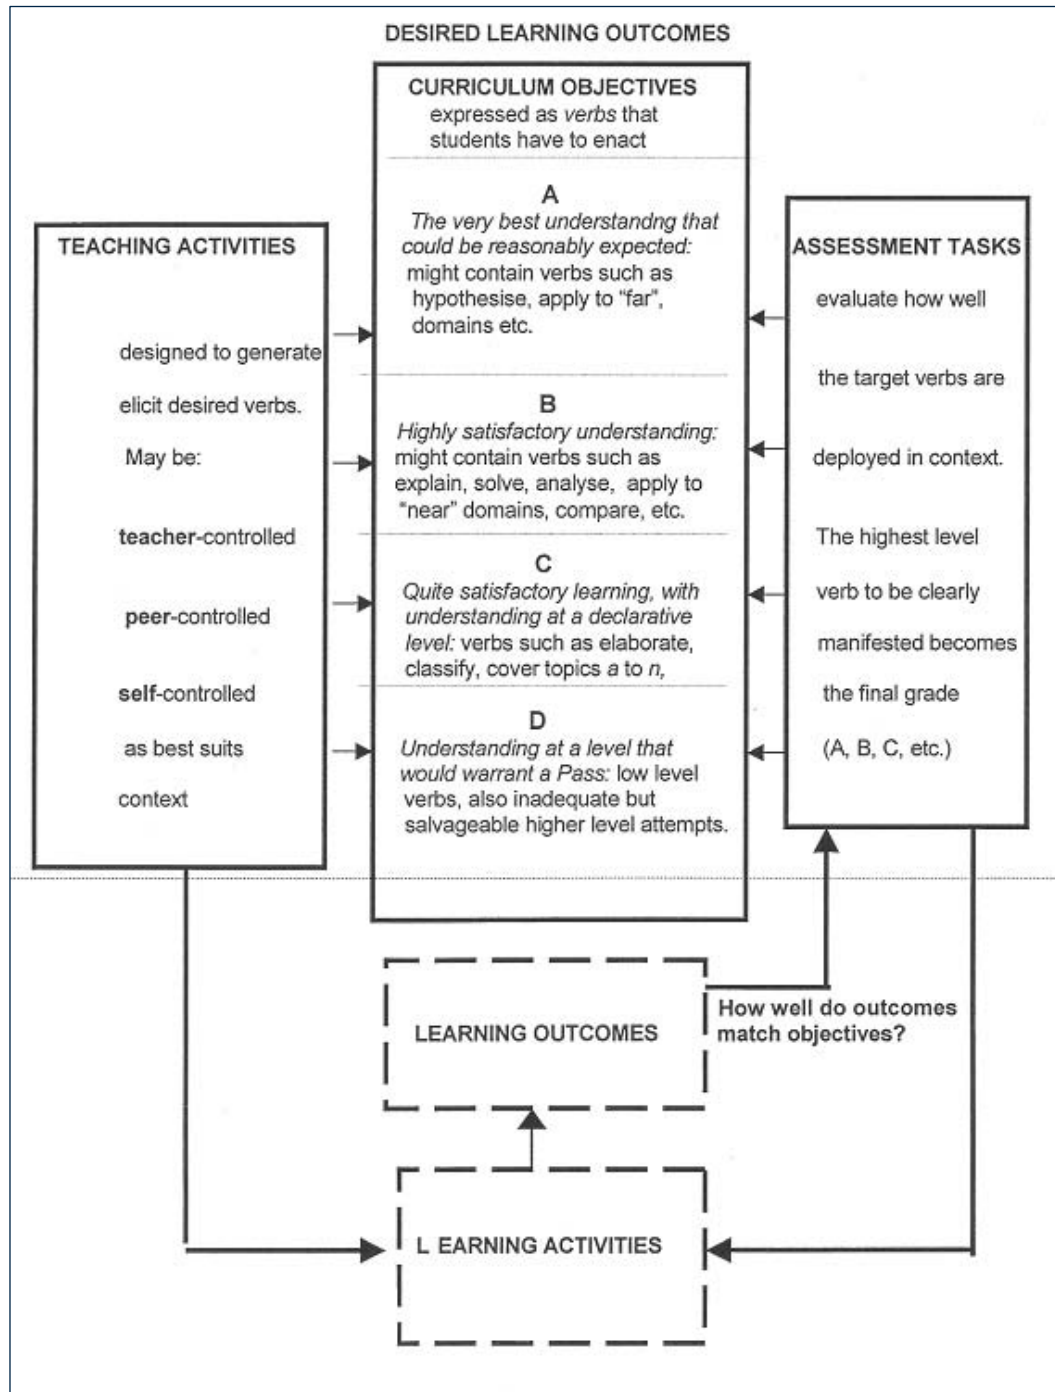 DESIRED LEARNING OUTCOMES
CURRICULUM OBJECTIVES
expressed as verbs that
students have to enact
A
The very best understandng that
could be reasonably expected:
might contain verbs such as
hypothesise, apply to “far”,
domains etc.
B
Highly satisfactory understanding:
might contain verbs such as
explain, solve, analyse, apply to
“near” domains, compare, etc.
C
Quite satisfactory learning, with
understanding at a declarative
level: verbs such as elaborate,
classify, cover topics a to n,
D
Understanding at a level that
would warrant a Pass: low level
verbs, also inadequate but
salvageable higher level attempts.
TEACHING ACTIVITIES
designed to generate
elicit desired verbs.
May be:
teacher-controlled
peer-controlled
self-controlled
as best suits
context
ASSESSMENT TASKS
evaluate how well
the target verbs are
deployed in context.
The highest level
verb to be clearly
manifested becomes
the final grade
(A, B, C, etc.)
LEARNING OUTCOMES
How well do outcomes
match objectives?
L EARNING ACTIVITIES